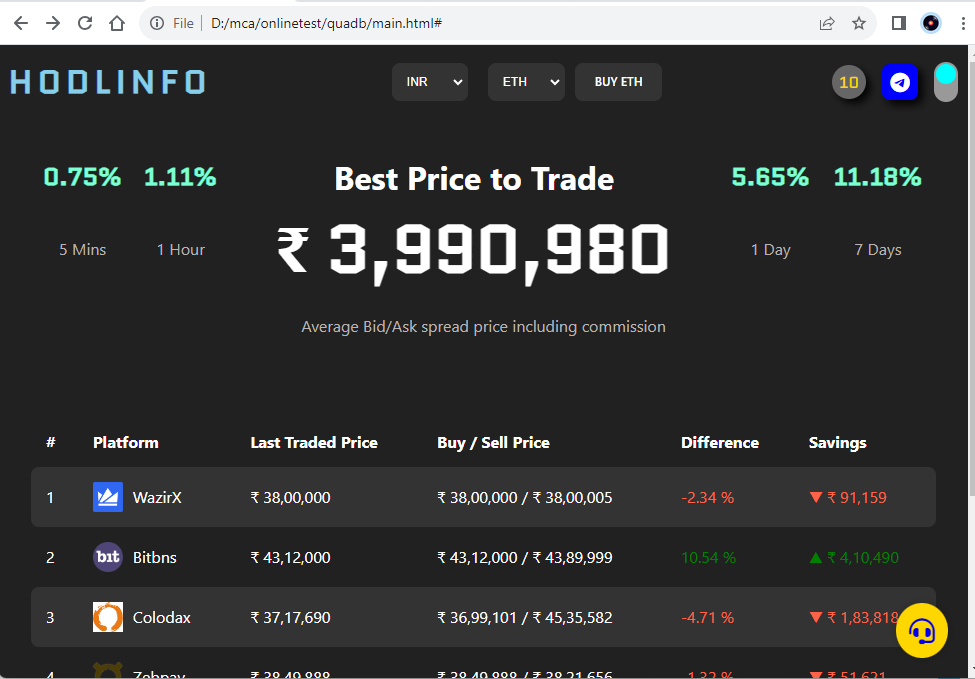 File | D:/mca/onlinetest/quadb/main.html#
HODLINFO INR ETH BUY ETH 10
0.75% 1.11% Best Price to Trade 5.65% 11.18%
5 Mins 1 Hour ₹ 3,990,980 1 Day 7 Days
Average Bid/Ask spread price including commission
# Platform Last Traded Price Buy / Sell Price Difference Savings
1 WazirX ₹ 38,00,000 ₹ 38,00,000 / ₹ 38,00,005 -2.34 % ▼ ₹ 91,159
2 bit Bitbns ₹ 43,12,000 ₹ 43,12,000 / ₹ 43,89,999 10.54 % ▲ ₹ 4,10,490
3 Colodax ₹ 37,17,690 ₹ 36,99,101 / ₹ 45,35,582 -4.71 % ▼ ₹ 1,83,818
4 Zebpay ₹ 38,49,888 ₹ 38,49,888 / ₹ 38,21,656 -1.32 % ▼ ₹ 51,621